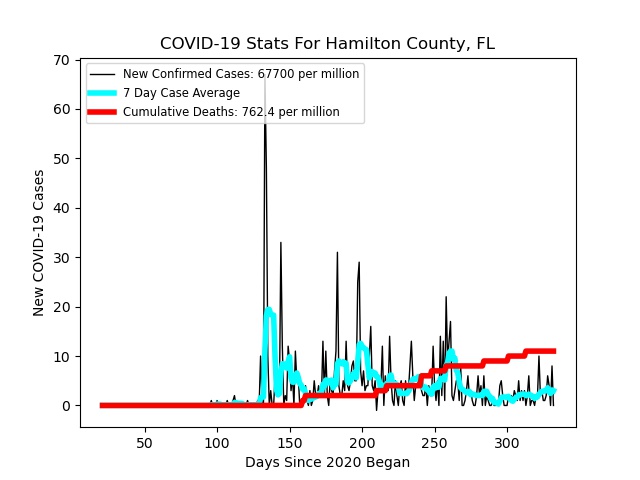 COVID-19 Stats For Hamilton County, FL
New Confirmed Cases: 67700 per million
7 Day Case Average
Cumulative Deaths: 762.4 per million
New COVID-19 Cases
70
60
50
40
30
20
10
0
50 100 150 200 250 300
Days Since 2020 Began